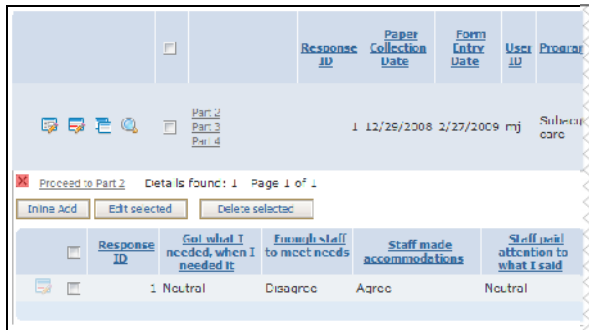 Paper Form
Response Collection Entry User Program
ID Date Date ID
Part 2
Part 3 1 12/29/2008 2/27/2009 mj
Part 4 care
Proceed to Part 2 Details found: 1 Page 1 of 1
Inline Add Edit selected Delete selected
Got what I Enough staff Staff paid
Response needed, when I to meet needs Staff made attention to
ID needed it accommodations what I said
1 Neutral Disagree Agree Neutral